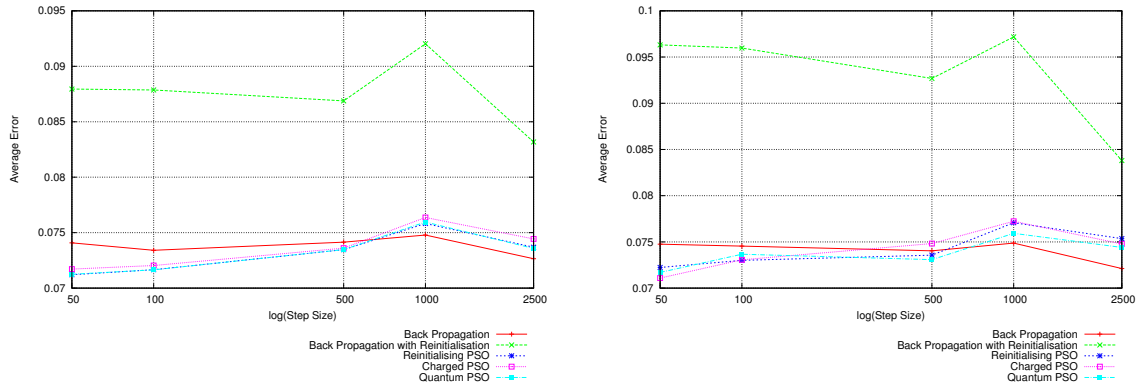 0.095
0.09
0.085
0.08
0.075
0.07
Average Error
50 100 500 1000 2500
log(Step Size)
Back Propagation
Back Propagation with Reinitialisation
Reinitialising PSO
Charged PSO
Quantum PSO
0.1
0.095
0.09
0.085
0.08
0.075
0.07
Average Error
50 100 500 1000 2500
log(Step Size)
Back Propagation
Back Propagation with Reinitialisation
Reinitialising PSO
Charged PSO
Quantum PSO